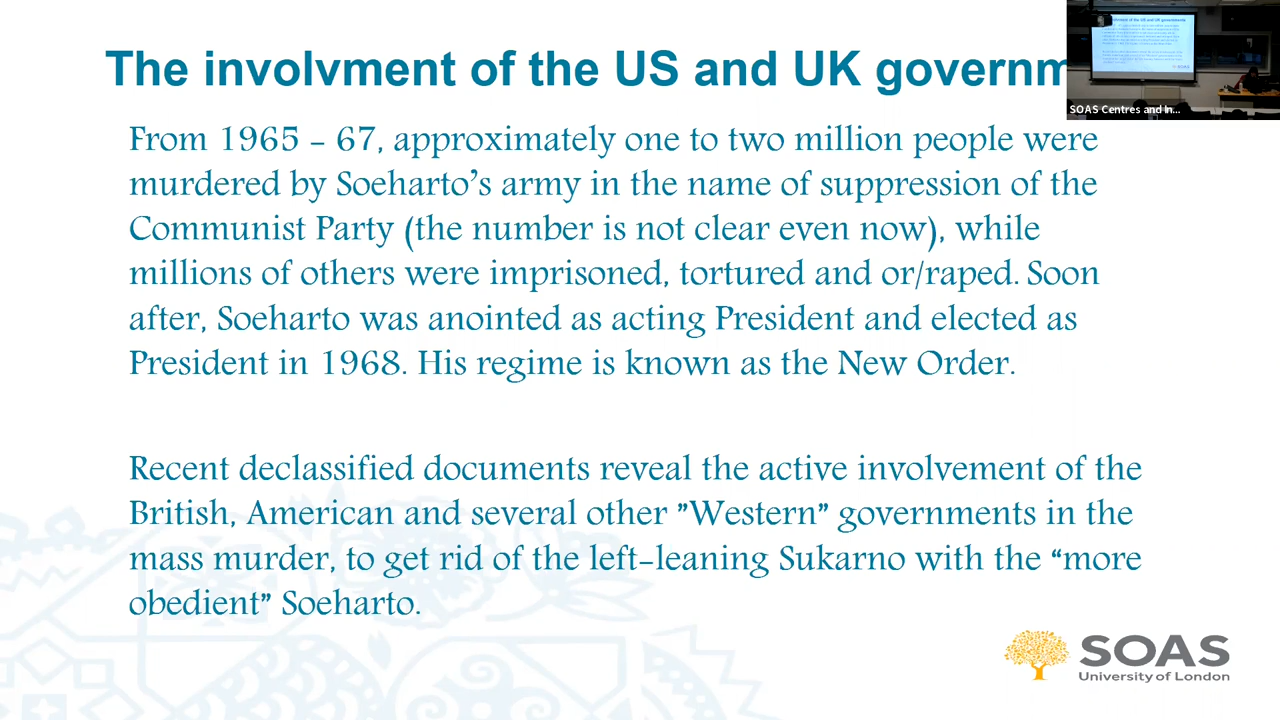 The involvment of the US and UK governm
SOAS Centres and In...
From 1965 - 67, approximately one to two million people were
murdered by Soeharto's army in the name of suppression of the
Communist Party (the number is not clear even now), while
millions of others were imprisoned, tortured and or/raped. Soon
after, Soeharto was anointed as acting President and elected as
President in 1968. His regime is known as the New Order.
Recent declassified documents reveal the active involvement of the
British, American and several other "Western" governments in the
mass murder, to get rid of the left-leaning Sukarno with the “more
obedient” Soeharto.
SOAS
University of London